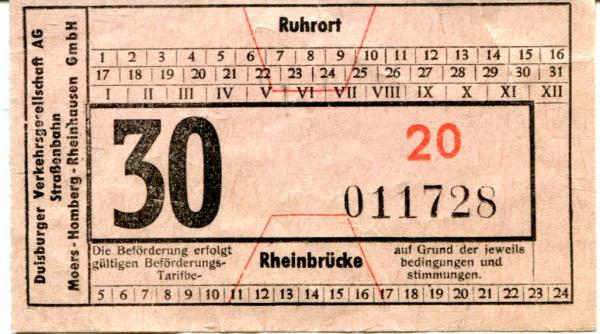 Duisburger Verkehrsgesellschaft AG
Straßenbahn
Moers-Homberg-Rheinhausen GmbH
Ruhrort
1 2 3 4 5 6 7 8 9 10 11 12 13 14 15 16
17 18 19 20 21 22 23 24 25 26 27 28 29 30 31
I II III IV V VI VII VIII IX X XI XII
30
20
011728
Die Beförderung erfolgt auf Grund der jeweils
gültigen Beförderungs- bedingungen und
Tarifbe- stimmungen.
Rheinbrücke
5 6 7 8 9 10 11 12 13 14 15 16 17 18 19 20 21 22 23 24